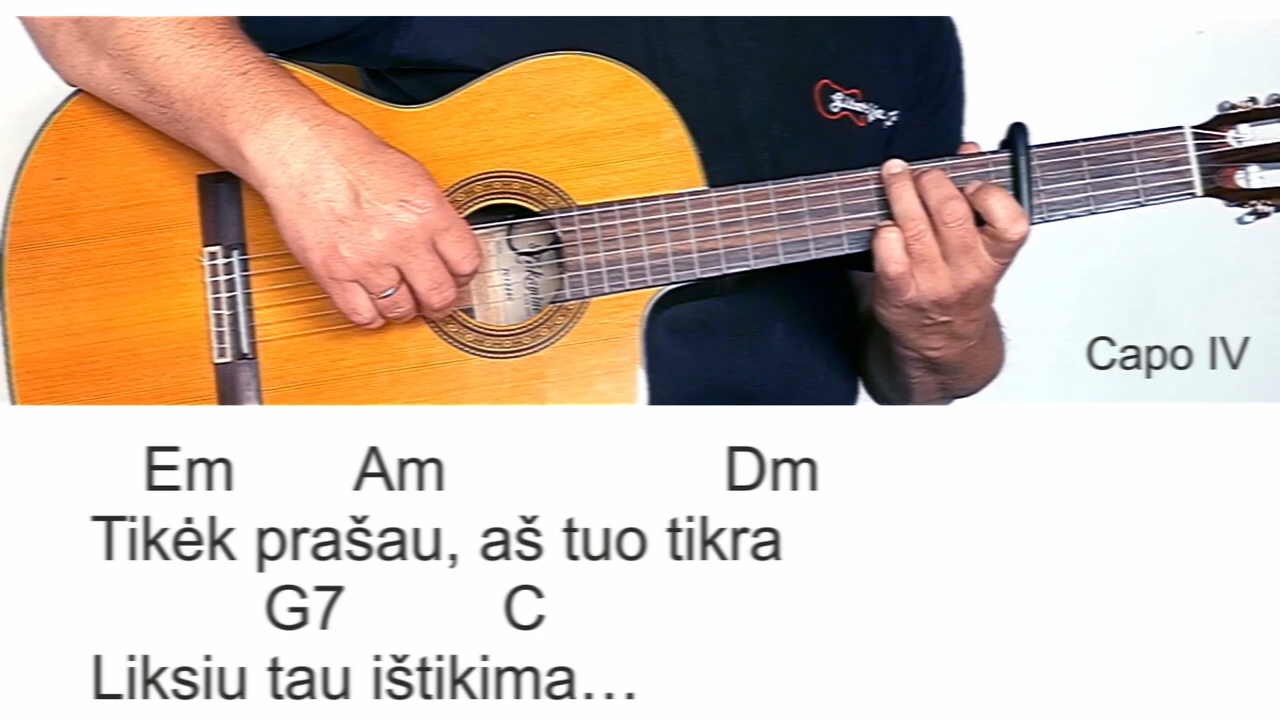 Capo IV
Em Am Dm
Tikėk prašau, aš tuo tikra
G7 C
Liksiu tau ištikima…